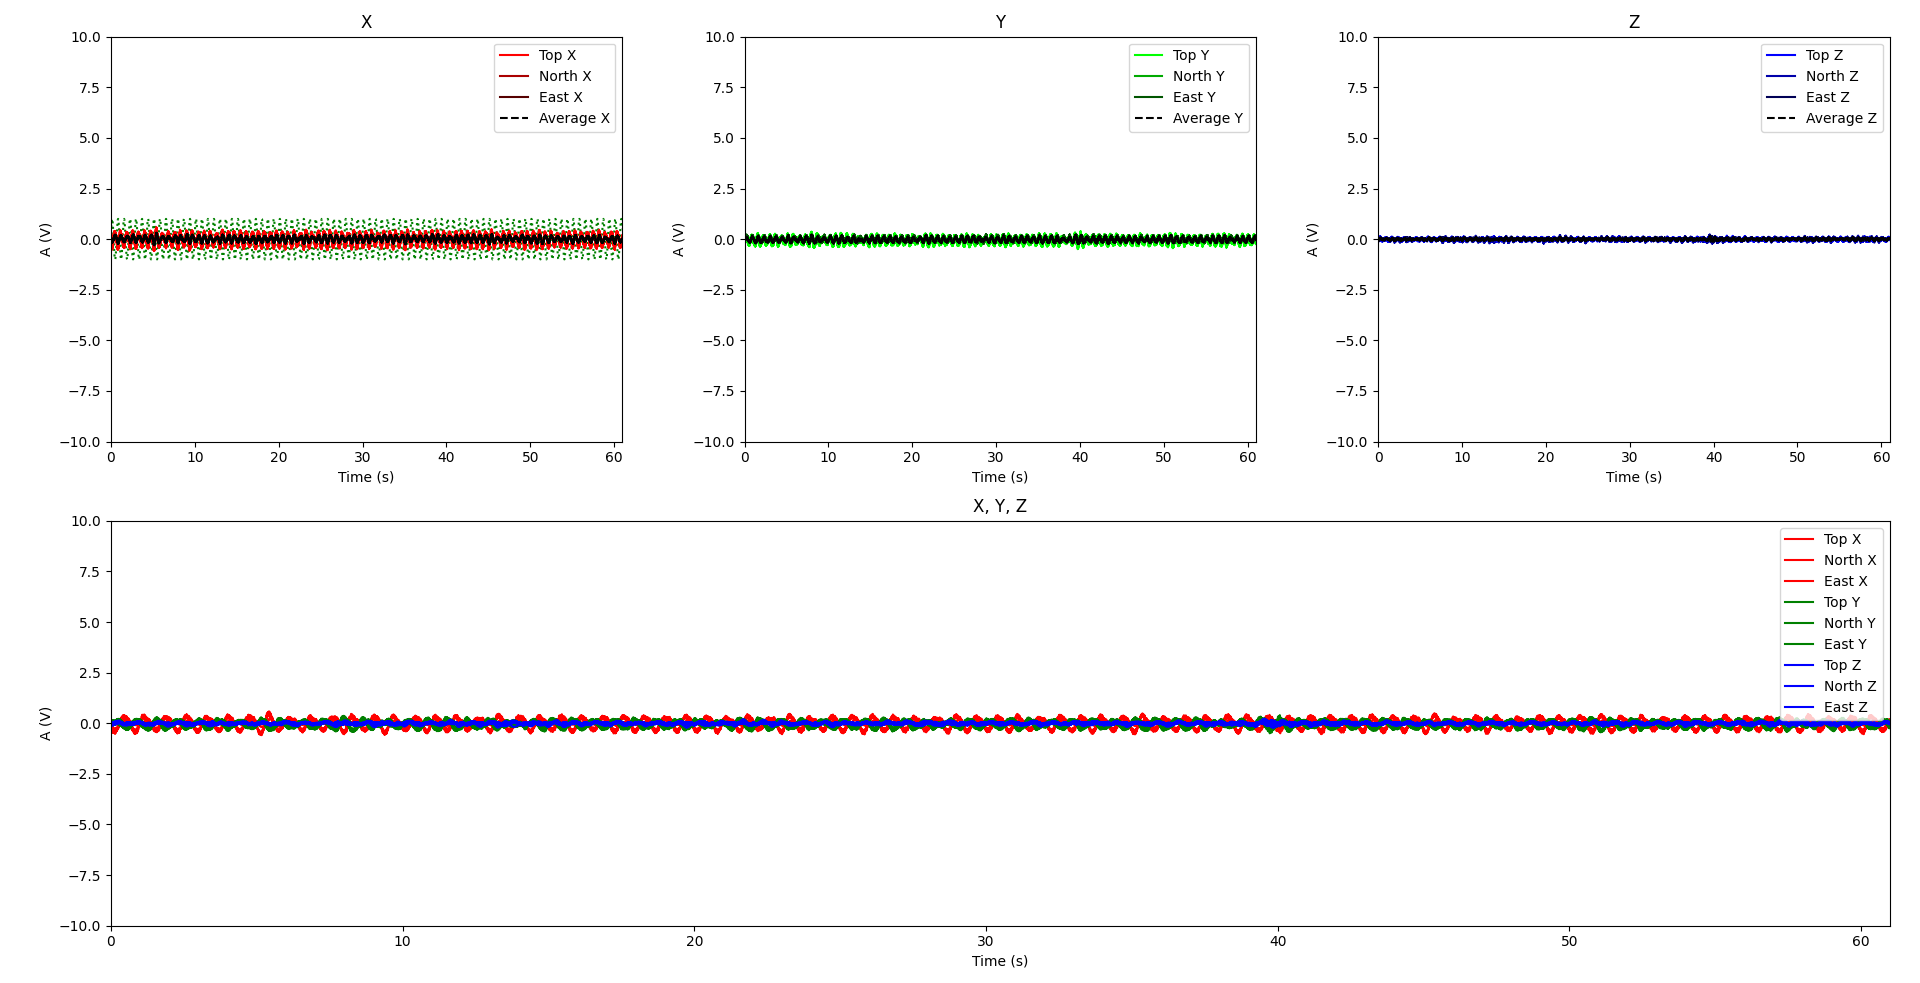 X
10.0
7.5
5.0
2.5
0.0
−2.5
−5.0
−7.5
−10.0
A (V)
0 10 20 30 40 50 60
Time (s)
Top X
North X
East X
Average X
Y
10.0
7.5
5.0
2.5
0.0
−2.5
−5.0
−7.5
−10.0
A (V)
0 10 20 30 40 50 60
Time (s)
Top Y
North Y
East Y
Average Y
Z
10.0
7.5
5.0
2.5
0.0
−2.5
−5.0
−7.5
−10.0
A (V)
0 10 20 30 40 50 60
Time (s)
Top Z
North Z
East Z
Average Z
X, Y, Z
10.0
7.5
5.0
2.5
0.0
−2.5
−5.0
−7.5
−10.0
A (V)
0 10 20 30 40 50 60
Time (s)
Top X
North X
East X
Top Y
North Y
East Y
Top Z
North Z
East Z